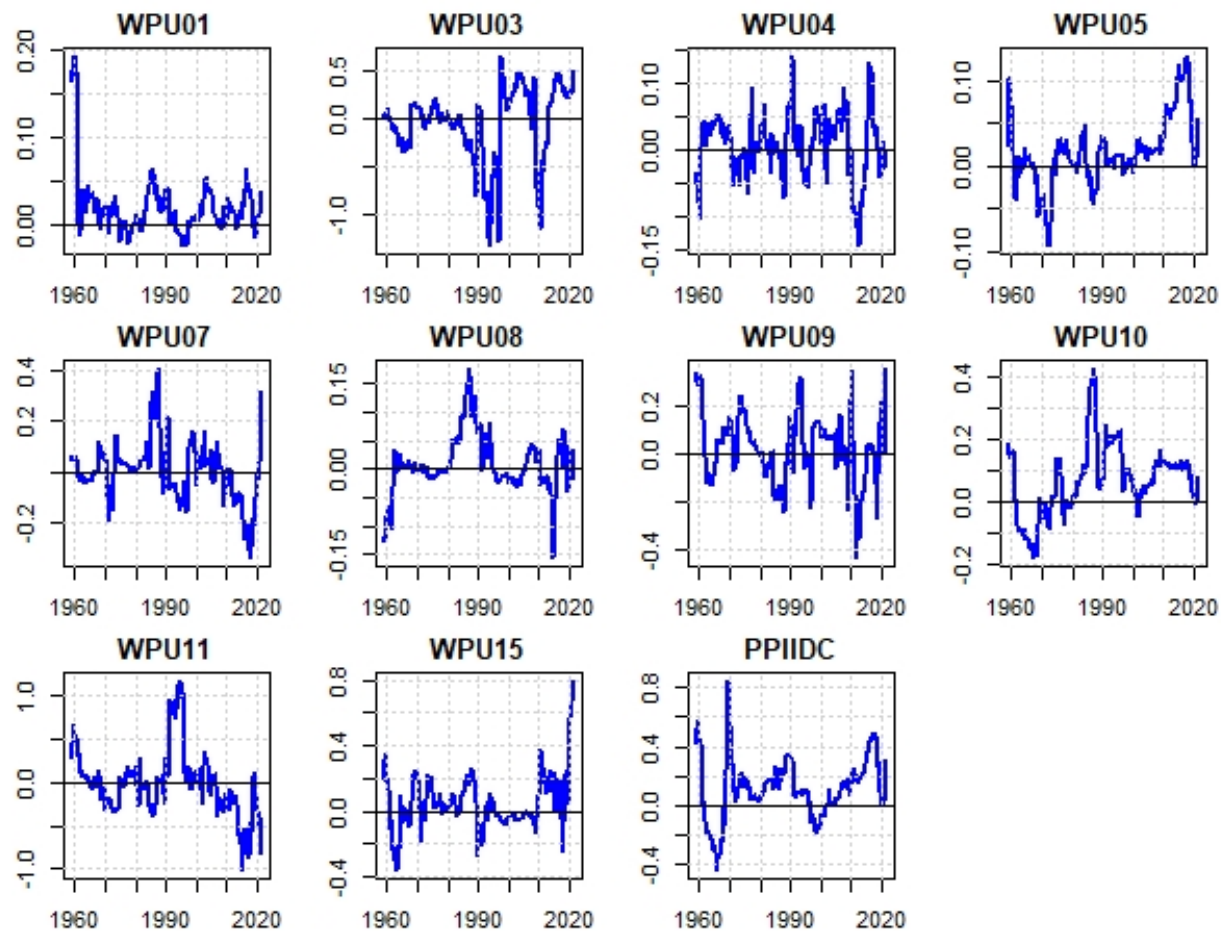 WPU01 WPU03 WPU04 WPU05
0.20 0.10 0.00
0.5 0.0 -1.0
0.10 0.00 -0.15
0.10 0.00 -0.10
1960 1990 2020 1960 1990 2020 1960 1990 2020 1960 1990 2020
WPU07 WPU08 WPU09 WPU10
0.4 0.2 -0.2
0.15 0.00 -0.15
0.2 0.0 -0.4
0.4 0.2 0.0 -0.2
1960 1990 2020 1960 1990 2020 1960 1990 2020 1960 1990 2020
WPU11 WPU15 PPIIDC
1.0 0.0 -1.0
0.8 0.4 0.0 -0.4
0.8 0.4 0.0 -0.4
1960 1990 2020 1960 1990 2020 1960 1990 2020